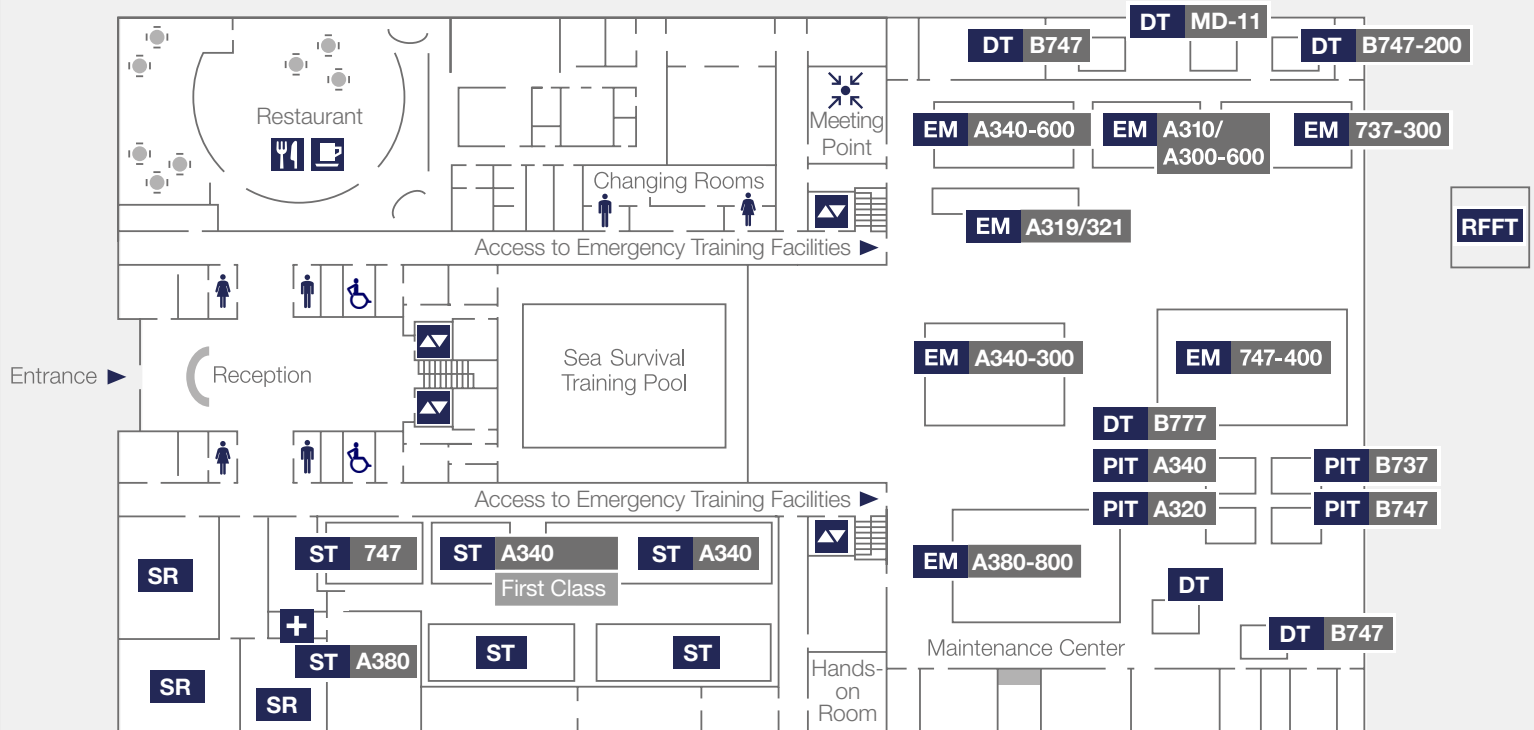 DT MD-11
DT B747
DT B747-200
Restaurant
Meeting
Point
EM A340-600
EM A310/
A300-600
EM 737-300
Changing Rooms
EM A319/321
RFFT
Access to Emergency Training Facilities
Entrance
Reception
Sea Survival
Training Pool
EM A340-300
EM 747-400
DT B777
PIT A340
PIT B737
PIT A320
PIT B747
Access to Emergency Training Facilities
ST 747
ST A340
First Class
ST A340
SR
EM A380-800
DT
DT B747
Maintenance Center
ST A380
ST
ST
SR
SR
Hands-
on
Room